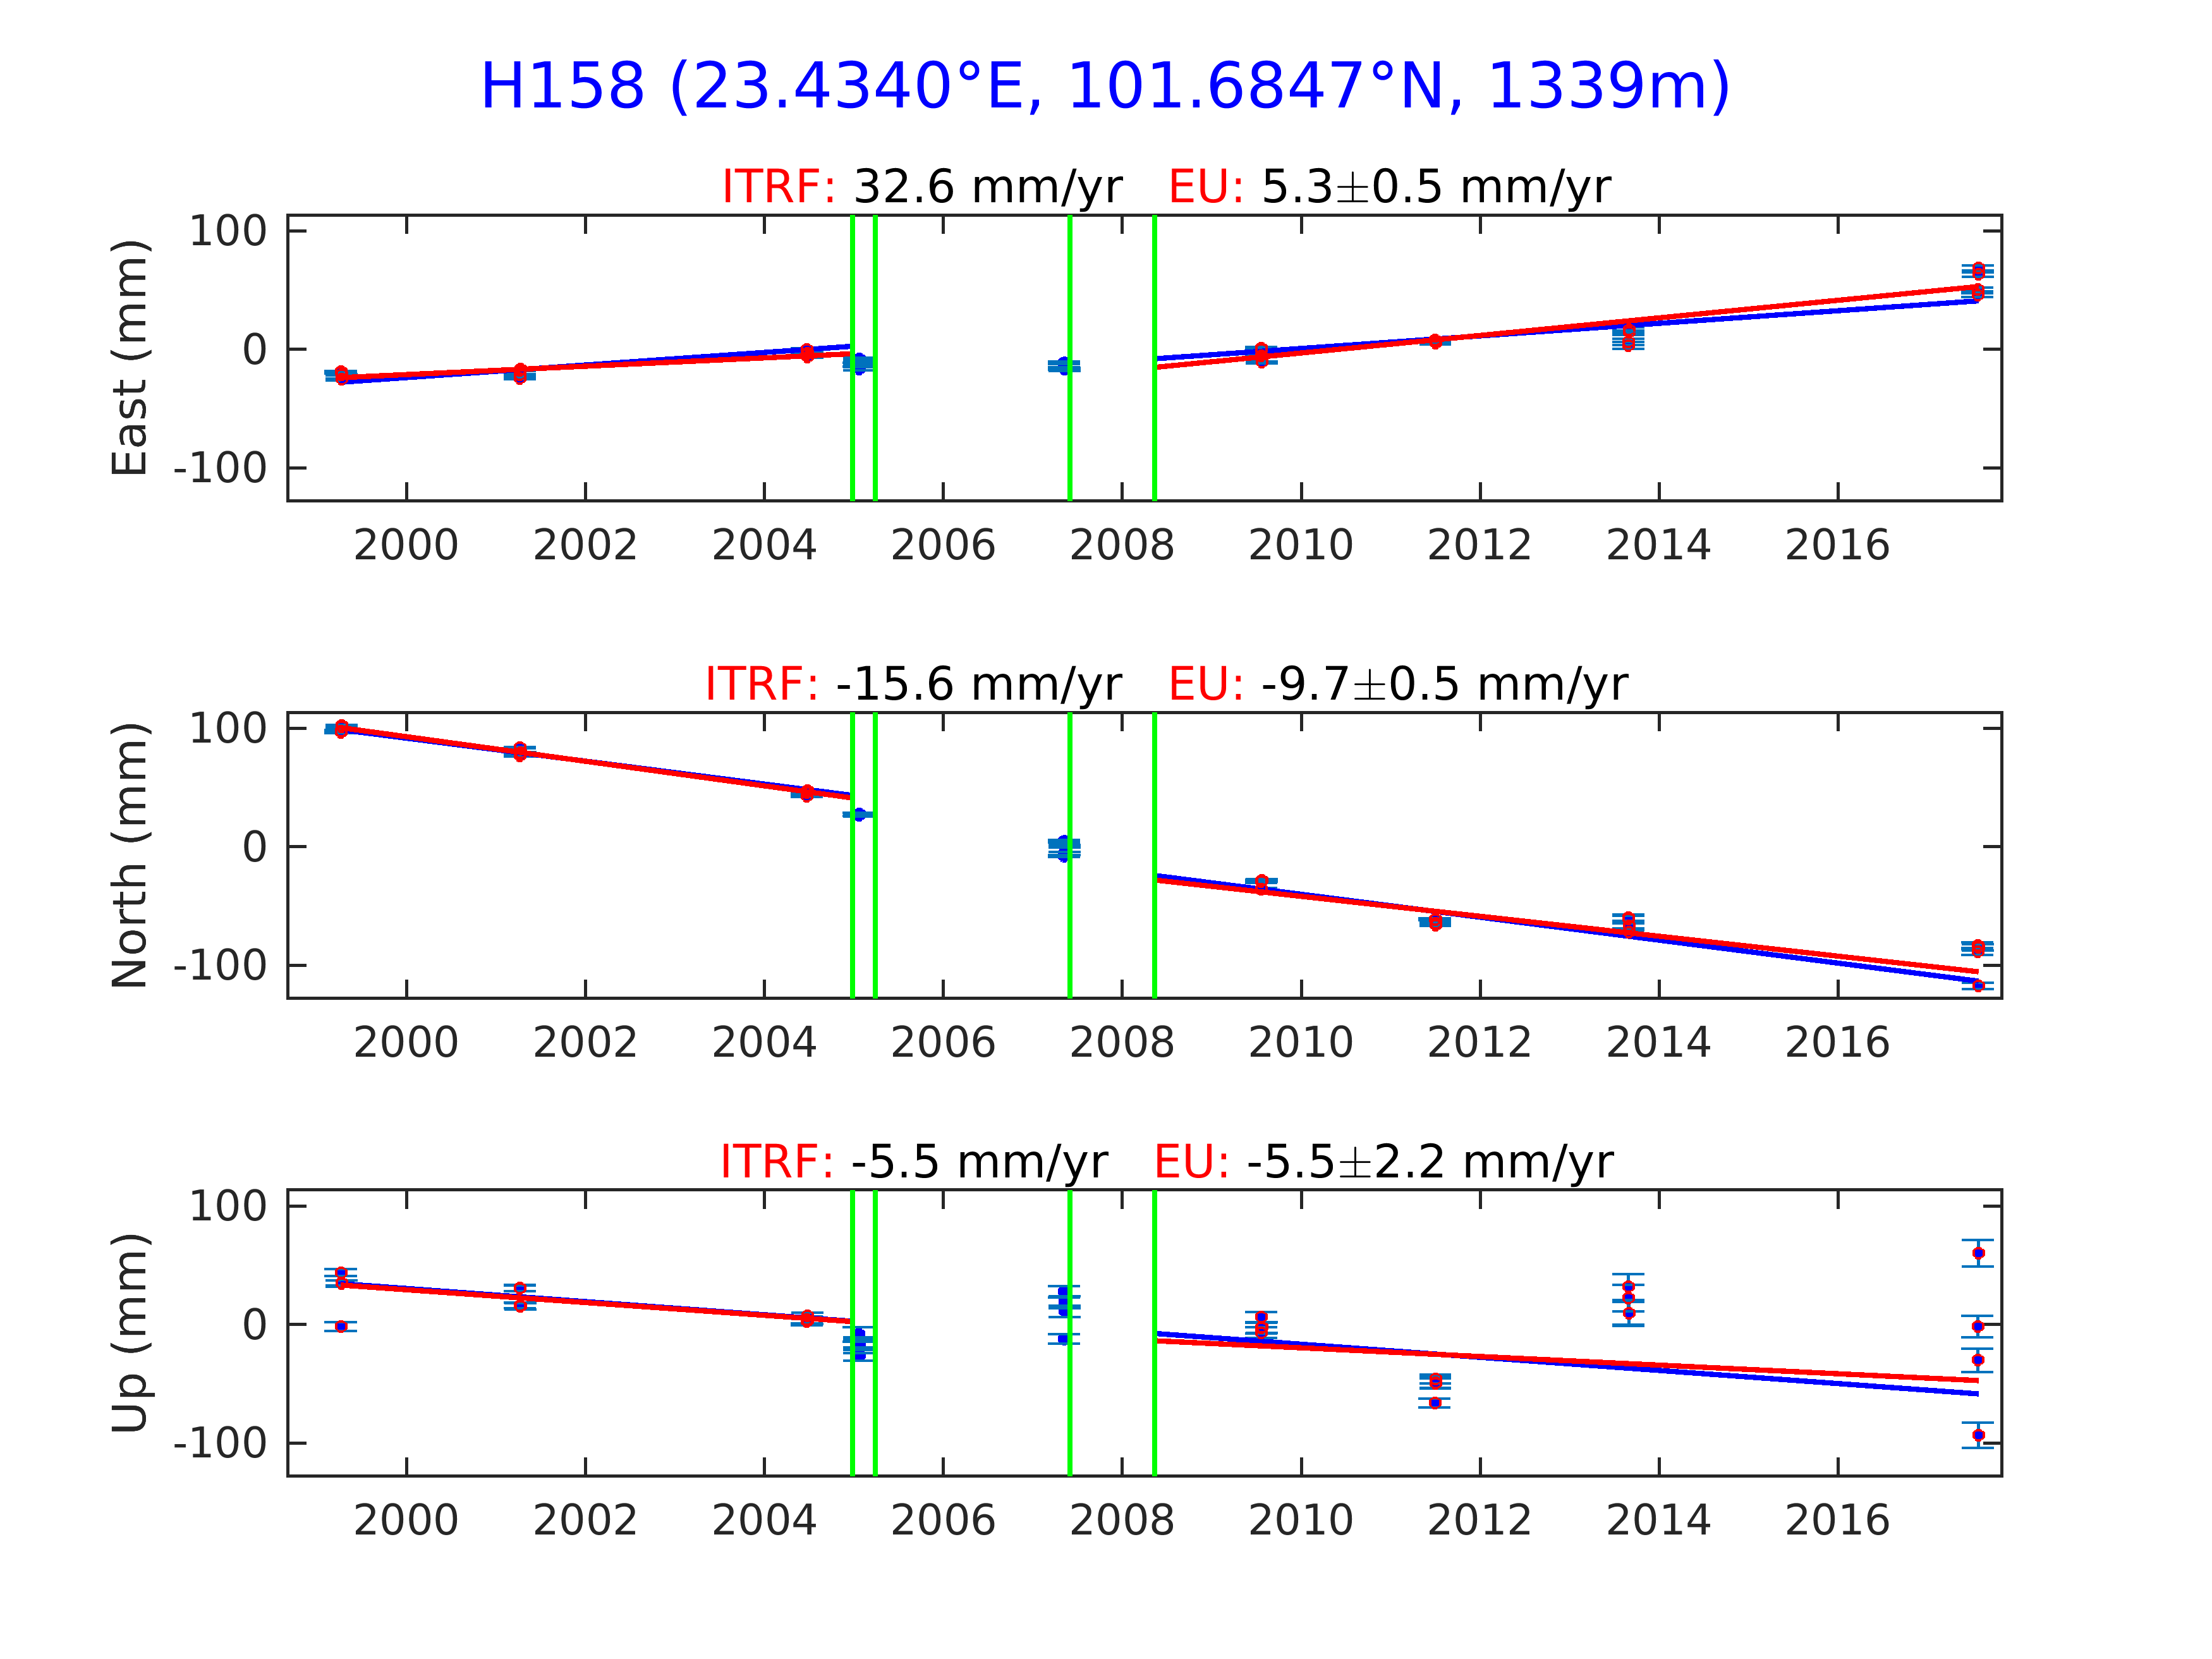 H158 (23.4340°E, 101.6847°N, 1339m)
ITRF: 32.6 mm/yr EU: 5.3±0.5 mm/yr
East (mm)
100
0
-100
2000 2002 2004 2006 2008 2010 2012 2014 2016
ITRF: -15.6 mm/yr EU: -9.7±0.5 mm/yr
North (mm)
100
0
-100
2000 2002 2004 2006 2008 2010 2012 2014 2016
ITRF: -5.5 mm/yr EU: -5.5±2.2 mm/yr
Up (mm)
100
0
-100
2000 2002 2004 2006 2008 2010 2012 2014 2016